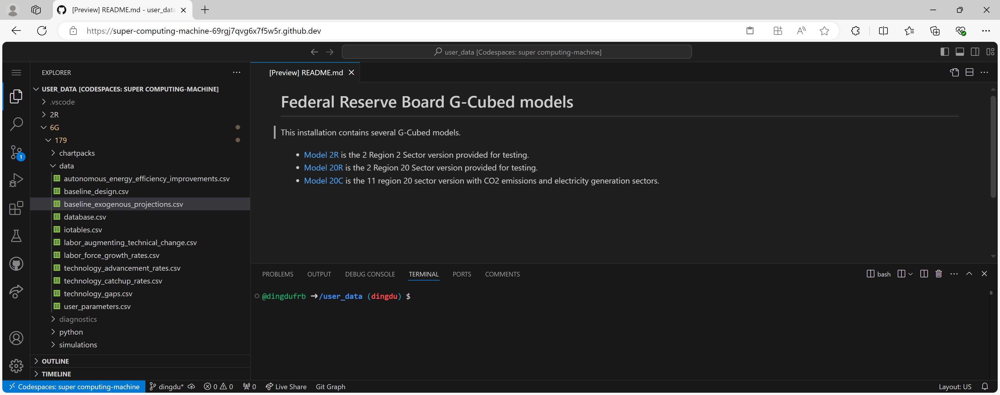 [Preview] README.md - user_data
https://super-computing-machine-69rgj7qvg6x7f5w5r.github.dev
user_data [Codespaces: super computing-machine]
EXPLORER
[Preview] README.md
USER_DATA [CODESPACES: SUPER COMPUTING-MACHINE]
.vscode
2R
6G
179
chartpacks
data
autonomous_energy_efficiency_improvements.csv
baseline_design.csv
baseline_exogenous_projections.csv
database.csv
iotables.csv
labor_augmenting_technical_change.csv
labor_force_growth_rates.csv
technology_advancement_rates.csv
technology_catchup_rates.csv
technology_gaps.csv
user_parameters.csv
diagnostics
python
simulations
OUTLINE
TIMELINE
1
Federal Reserve Board G-Cubed models
This installation contains several G-Cubed models.
• Model 2R is the 2 Region 2 Sector version provided for testing.
• Model 20R is the 2 Region 20 Sector version provided for testing.
• Model 20C is the 11 region 20 sector version with CO2 emissions and electricity generation sectors.
PROBLEMS OUTPUT DEBUG CONSOLE TERMINAL PORTS COMMENTS
bash
@dingdufrb ➜/user_data (dingdu) $
Codespaces: super computing-machine dingdu* 0 0 0 Live Share Git Graph Layout: US